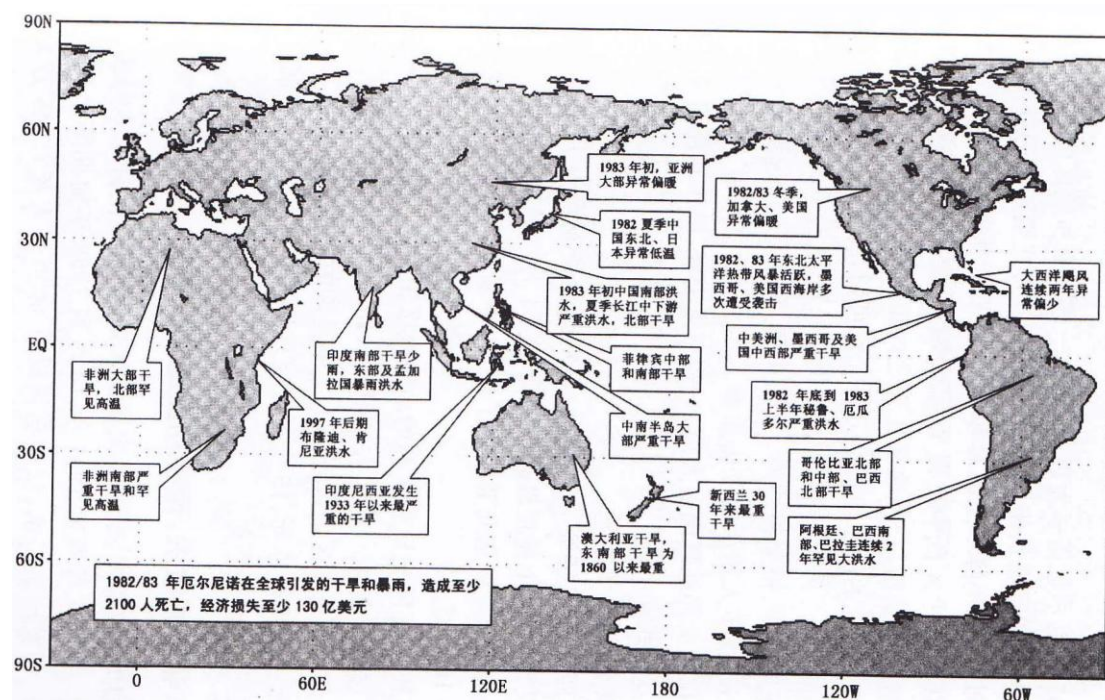 90N
60N
30N
EQ
30S
60S
90S
0
60E
120E
180
120W
60W
1983 年初，亚洲
大部异常偏暖
1982 夏季中
国东北、日
本异常低温
1983 年初中国南部洪
水，夏季长江中下游
严重洪水，北部干旱
菲律宾中部
和南部干旱
中南半岛大
部严重干旱
印度南部干旱少
雨，东部及孟加
拉国暴雨洪水
非洲大部干
旱，北部罕
见高温
1997 年后期
布隆迪、肯
尼亚洪水
非洲南部严
重干旱和罕
见高温
印度尼西亚发生
1933 年以来最严
重的干旱
澳大利亚干旱，
东南部干旱为
1860 以来最重
新西兰 30
年来最重
干旱
1982/83 冬季，
加拿大、美国
异常偏暖
1982、83 年东北太平
洋热带风暴活跃，墨
西哥、美国西海岸多
次遭受袭击
大西洋飓风
连续两年异
常偏少
中美洲、墨西哥及美
国中西部严重干旱
1982 年底到 1983
上半年秘鲁、厄瓜
多尔严重洪水
哥伦比亚北部
和中部、巴西
北部干旱
阿根廷、巴西南
部、巴拉圭连续 2
年罕见大洪水
1982/83 年厄尔尼诺在全球引发的干旱和暴雨，造成至少
2100 人死亡，经济损失至少 130 亿美元